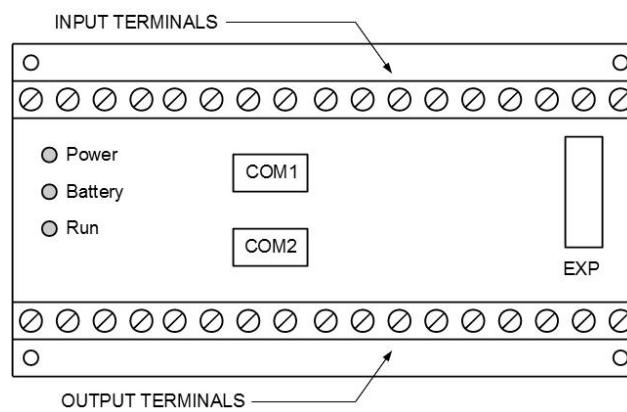 INPUT TERMINALS
Power
COM1
Battery
Run
COM2
EXP
OUTPUT TERMINALS